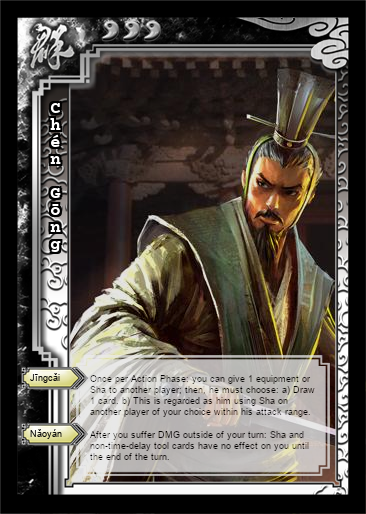 群
Chén Gōng
Jīngcǎi
Once per Action Phase: you can give 1 equipment or
Sha to another player; then, he must choose: a) Draw
1 card. b) This is regarded as him using Sha on
another player of your choice within his attack range.
Nǎoyán
After you suffer DMG outside of your turn: Sha and
non-time-delay tool cards have no effect on you until
the end of the turn.